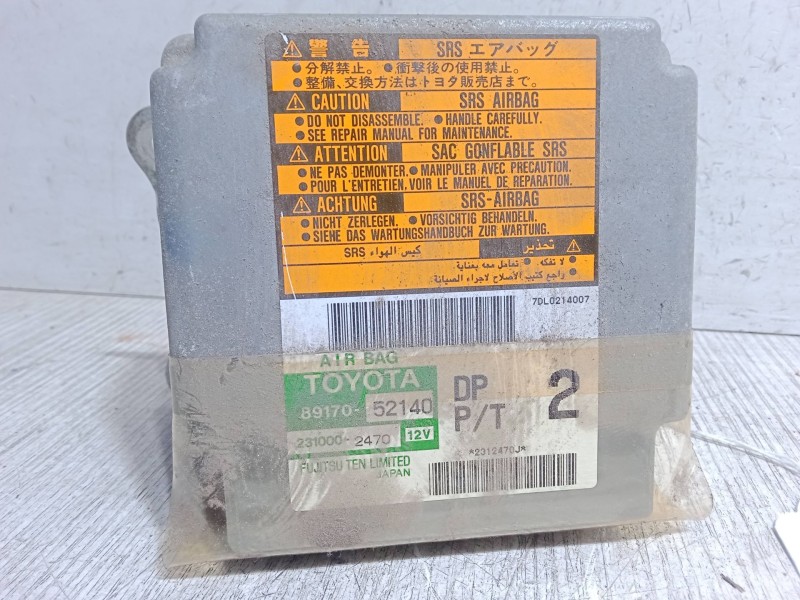 警告 SRS エアバッグ
●分解禁止。 ●衝撃後の使用禁止。
●整備、交換方法はトヨタ販売店まで。
CAUTION SRS AIRBAG
●DO NOT DISASSEMBLE. ●HANDLE CAREFULLY.
●SEE REPAIR MANUAL FOR MAINTENANCE.
ATTENTION SAC GONFLABLE SRS
●NE PAS DEMONTER. ●MANIPULER AVEC PRECAUTION.
●POUR L'ENTRETIEN. VOIR LE MANUEL DE REPARATION.
ACHTUNG SRS-AIRBAG
●NICHT ZERLEGEN. ●VORSICHTIG BEHANDELN.
●SIEHE DAS WARTUNGSHANDBUCH ZUR WARTUNG.
تحذير كيس الهواء SRS
●لا تفكه. ●تعامل معه بعناية.
●راجع كتيب الاصلاح لاجراء الصيانة.
7DL0214007
AIR BAG
TOYOTA
89170-52140
231000-2470 12V
FUJITSU TEN LIMITED
JAPAN
DP 2
P/T
*2312470J*